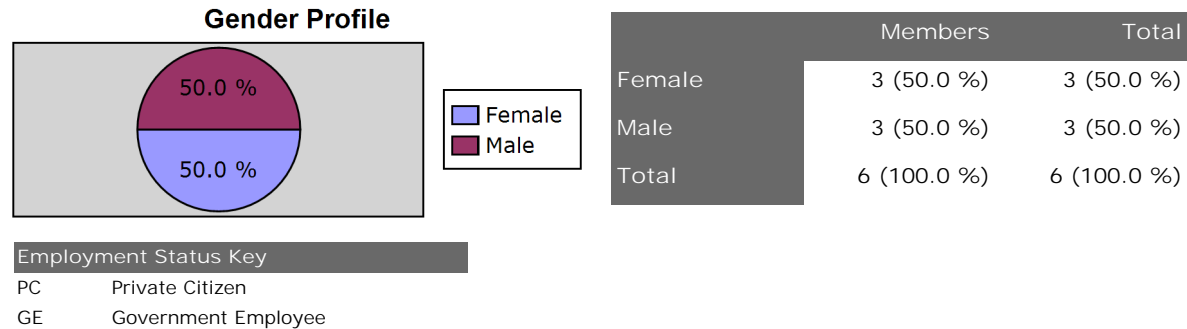 Gender Profile
50.0 %
50.0 %
Female
Male
Members Total
Female 3 (50.0 %) 3 (50.0 %)
Male 3 (50.0 %) 3 (50.0 %)
Total 6 (100.0 %) 6 (100.0 %)
Employment Status Key
PC Private Citizen
GE Government Employee